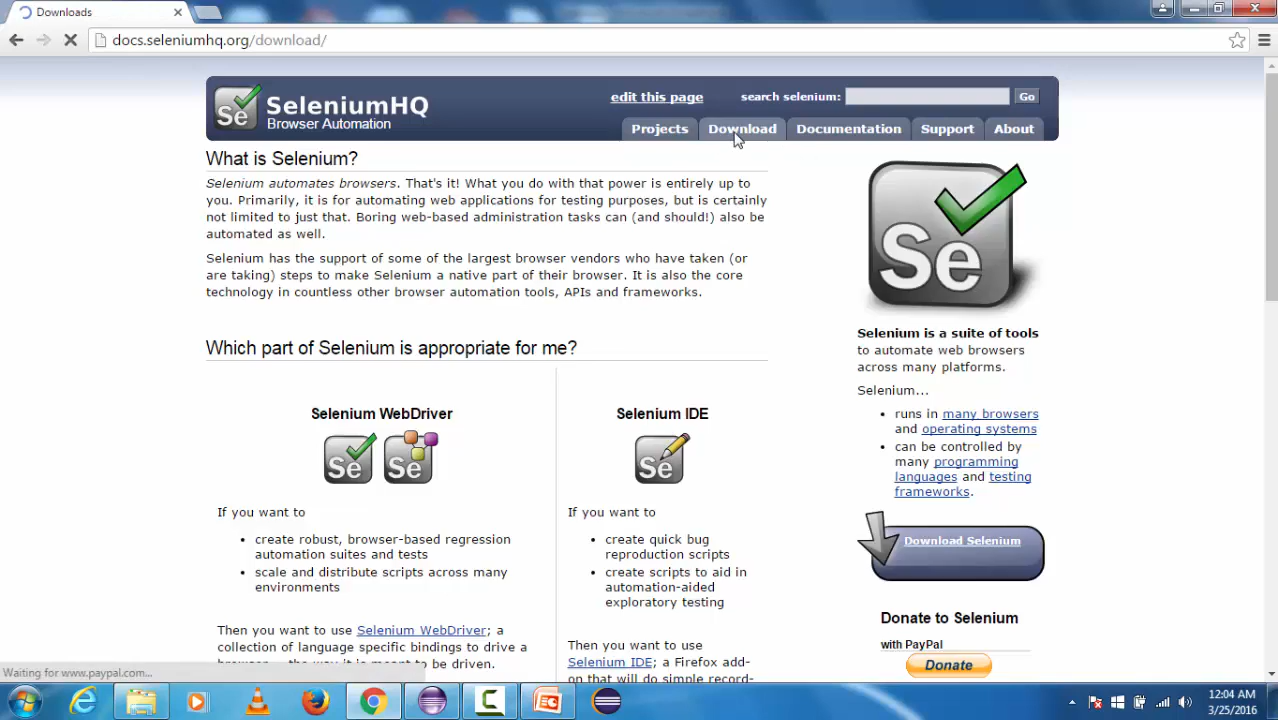 Downloads
docs.seleniumhq.org/download/
Se
SeleniumHQ
Browser Automation
edit this page
search selenium:
Go
Projects
Download
Documentation
Support
About
What is Selenium?
Selenium automates browsers. That's it! What you do with that power is entirely up to
you. Primarily, it is for automating web applications for testing purposes, but is certainly
not limited to just that. Boring web-based administration tasks can (and should!) also be
automated as well.
Selenium has the support of some of the largest browser vendors who have taken (or
are taking) steps to make Selenium a native part of their browser. It is also the core
technology in countless other browser automation tools, APIs and frameworks.
Which part of Selenium is appropriate for me?
Selenium WebDriver
Se
Se
If you want to
• create robust, browser-based regression
automation suites and tests
• scale and distribute scripts across many
environments
Then you want to use Selenium WebDriver; a
collection of language specific bindings to drive a
browser -- the way it is meant to be driven.
Selenium IDE
Se
If you want to
• create quick bug
reproduction scripts
• create scripts to aid in
automation-aided
exploratory testing
Then you want to use
Selenium IDE; a Firefox add-
on that will do simple record-
Se
Selenium is a suite of tools
to automate web browsers
across many platforms.
Selenium...
• runs in many browsers
and operating systems
• can be controlled by
many programming
languages and testing
frameworks.
Download Selenium
Donate to Selenium
with PayPal
Donate
Waiting for www.paypal.com...
12:04 AM
3/25/2016